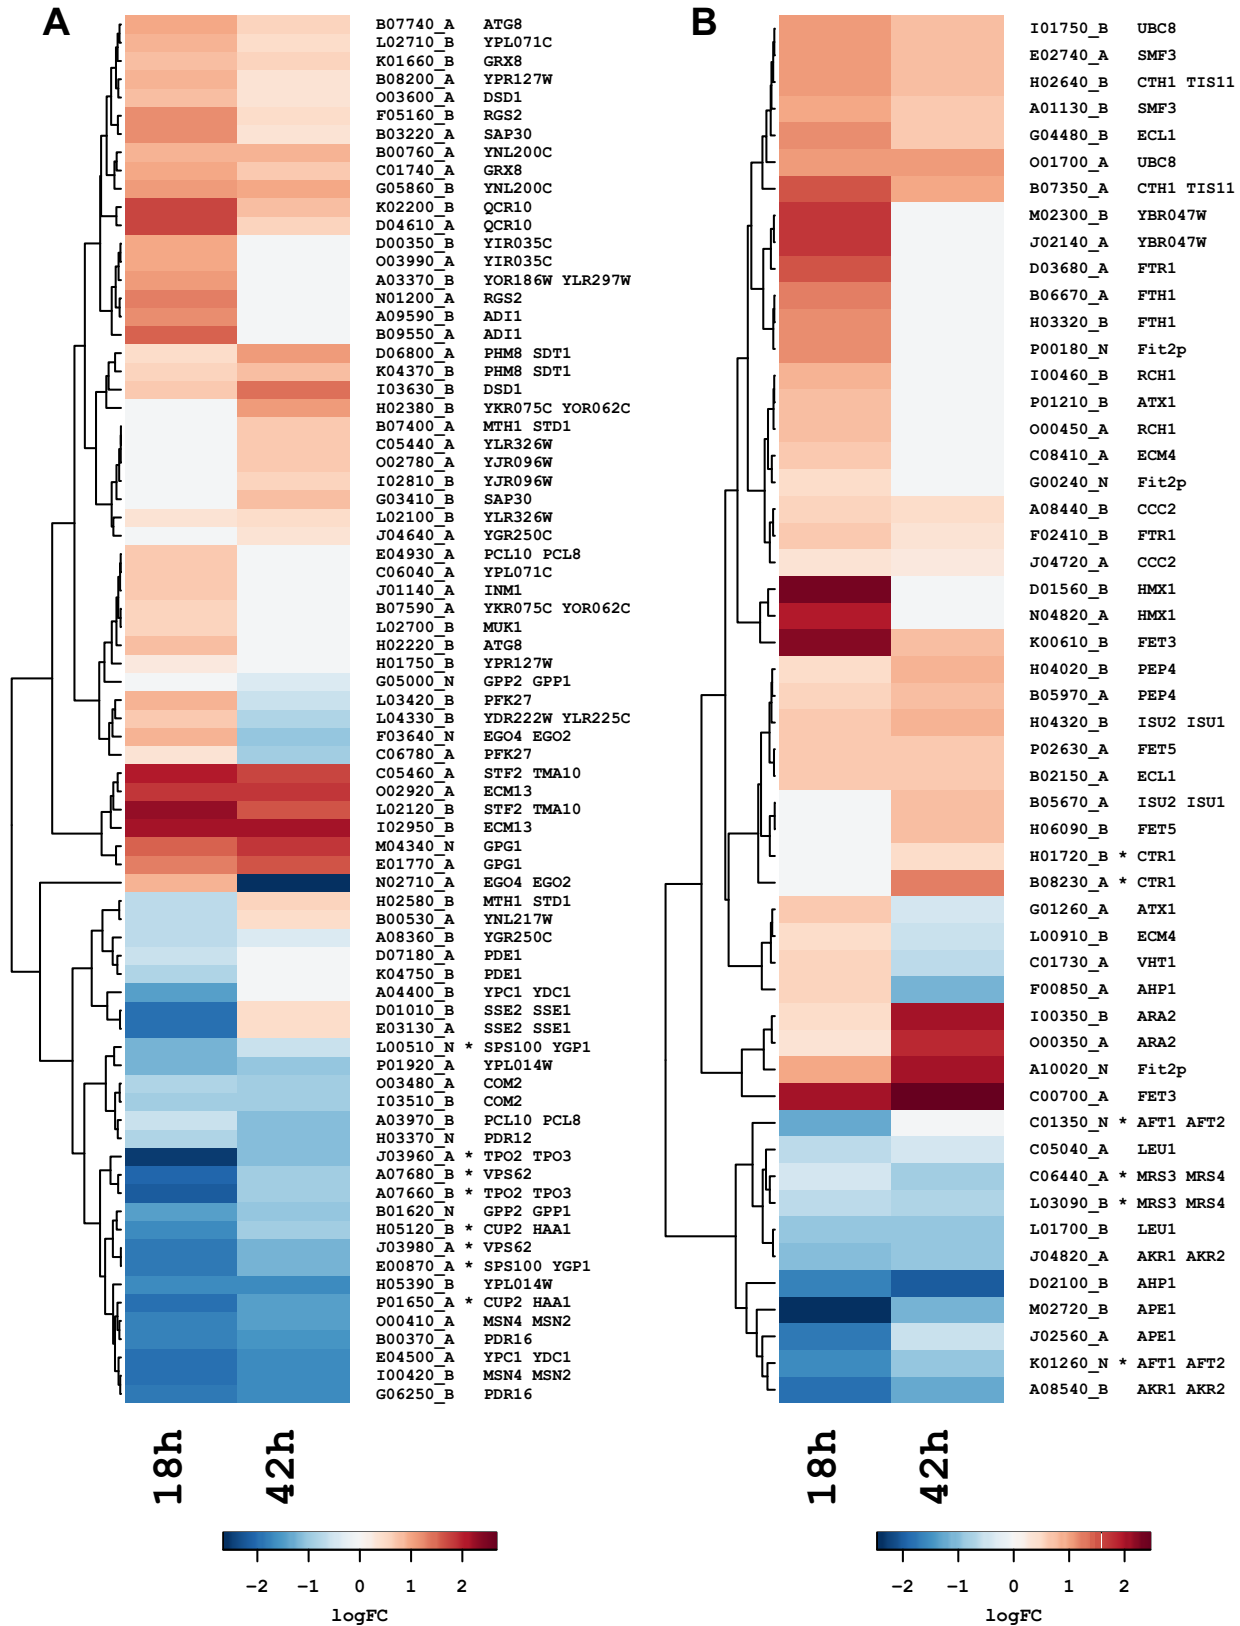 A
B07740_A ATG8
L02710_B YPL071C
K01660_B GRX8
B08200_A YPR127W
O03600_A DSD1
F05160_B RGS2
B03220_A SAP30
B00760_A YNL200C
C01740_A GRX8
G05860_B YNL200C
K02200_B QCR10
D04610_A QCR10
D00350_B YIR035C
O03990_A YIR035C
A03370_B YOR186W YLR297W
N01200_A RGS2
A09590_B ADI1
B09550_A ADI1
D06800_A PHM8 SDT1
K04370_B PHM8 SDT1
I03630_B DSD1
H02380_B YKR075C YOR062C
B07400_A MTH1 STD1
C05440_A YLR326W
O02780_A YJR096W
I02810_B YJR096W
G03410_B SAP30
L02100_B YLR326W
J04640_A YGR250C
E04930_A PCL10 PCL8
C06040_A YPL071C
J01140_A INM1
B07590_A YKR075C YOR062C
L02700_B MUK1
H02220_B ATG8
H01750_B YPR127W
G05000_N GPP2 GPP1
L03420_B PFK27
L04330_B YDR222W YLR225C
F03640_N EGO4 EGO2
C06780_A PFK27
C05460_A STF2 TMA10
O02920_A ECM13
L02120_B STF2 TMA10
I02950_B ECM13
M04340_N GPG1
E01770_A GPG1
N02710_A EGO4 EGO2
H02580_B MTH1 STD1
B00530_A YNL217W
A08360_B YGR250C
D07180_A PDE1
K04750_B PDE1
A04400_B YPC1 YDC1
D01010_B SSE2 SSE1
E03130_A SSE2 SSE1
L00510_N * SPS100 YGP1
P01920_A YPL014W
O03480_A COM2
I03510_B COM2
A03970_B PCL10 PCL8
H03370_N PDR12
J03960_A * TPO2 TPO3
A07680_B * VPS62
A07660_B * TPO2 TPO3
B01620_N GPP2 GPP1
H05120_B * CUP2 HAA1
J03980_A * VPS62
E00870_A * SPS100 YGP1
H05390_B YPL014W
P01650_A * CUP2 HAA1
O00410_A MSN4 MSN2
B00370_A PDR16
E04500_A YPC1 YDC1
I00420_B MSN4 MSN2
G06250_B PDR16
18h 42h
−2 −1 0 1 2
logFC
B
I01750_B UBC8
E02740_A SMF3
H02640_B CTH1 TIS11
A01130_B SMF3
G04480_B ECL1
O01700_A UBC8
B07350_A CTH1 TIS11
M02300_B YBR047W
J02140_A YBR047W
D03680_A FTR1
B06670_A FTH1
H03320_B FTH1
P00180_N Fit2p
I00460_B RCH1
P01210_B ATX1
O00450_A RCH1
C08410_A ECM4
G00240_N Fit2p
A08440_B CCC2
F02410_B FTR1
J04720_A CCC2
D01560_B HMX1
N04820_A HMX1
K00610_B FET3
H04020_B PEP4
B05970_A PEP4
H04320_B ISU2 ISU1
P02630_A FET5
B02150_A ECL1
B05670_A ISU2 ISU1
H06090_B FET5
H01720_B * CTR1
B08230_A * CTR1
G01260_A ATX1
L00910_B ECM4
C01730_A VHT1
F00850_A AHP1
I00350_B ARA2
O00350_A ARA2
A10020_N Fit2p
C00700_A FET3
C01350_N * AFT1 AFT2
C05040_A LEU1
C06440_A * MRS3 MRS4
L03090_B * MRS3 MRS4
L01700_B LEU1
J04820_A AKR1 AKR2
D02100_B AHP1
M02720_B APE1
J02560_A APE1
K01260_N * AFT1 AFT2
A08540_B AKR1 AKR2
18h 42h
−2 −1 0 1 2
logFC